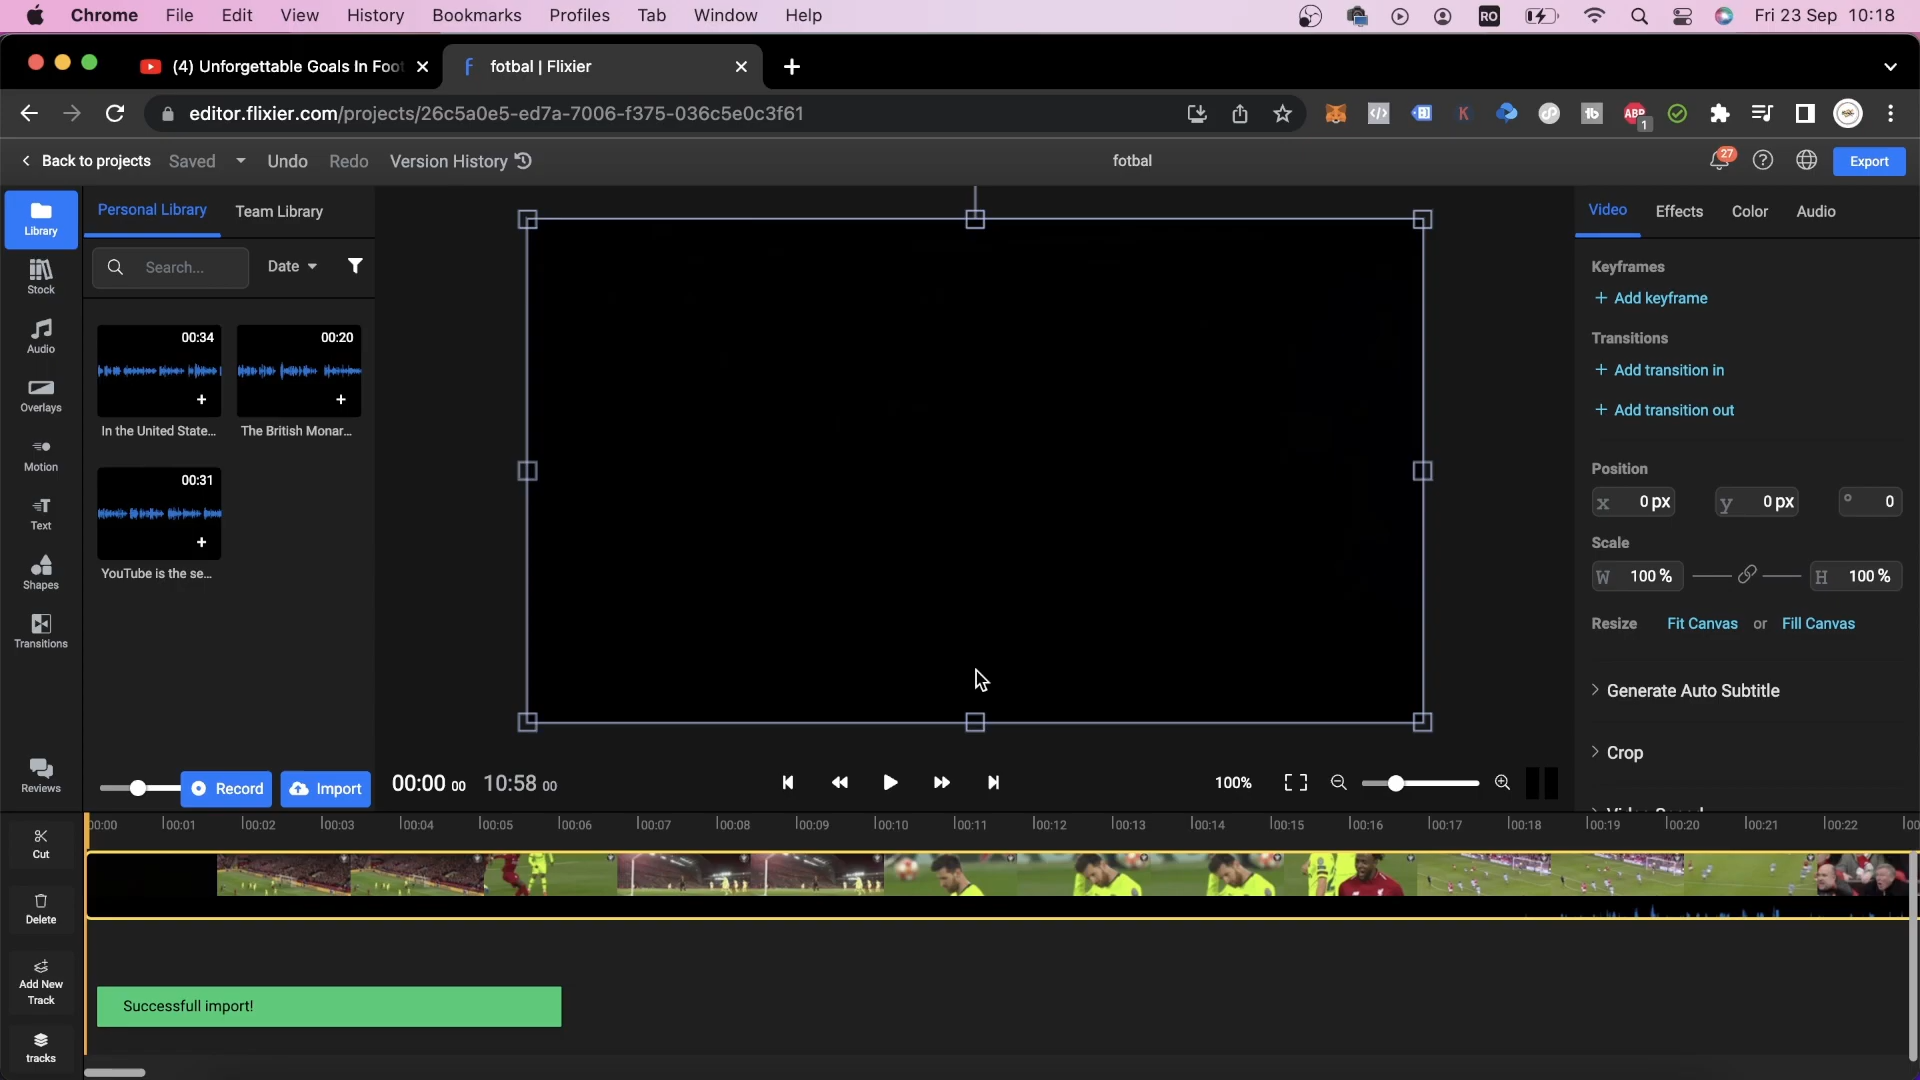 Chrome File Edit View History Bookmarks Profiles Tab Window Help RO Fri 23 Sep 10:18
(4) Unforgettable Goals In Foot fotbal | Flixier
editor.flixier.com/projects/26c5a0e5-ed7a-7006-f375-036c5e0c3f61 ABP 1
Back to projects Saved Undo Redo Version History fotbal 27 Export
Library
Stock
Audio
Overlays
Motion
Text
Shapes
Transitions
Reviews
Personal Library Team Library
Search... Date
00:34 00:20
In the United State... The British Monar...
00:31
YouTube is the se...
Record Import
00:00 00 10:58 00 100%
Video Effects Color Audio
Keyframes
+ Add keyframe
Transitions
+ Add transition in
+ Add transition out
Position
x 0 px y 0 px ° 0
Scale
W 100 % H 100 %
Resize Fit Canvas or Fill Canvas
Generate Auto Subtitle
Crop
Video Speed
Cut
Delete
Add New
Track
tracks
00:00 00:01 00:02 00:03 00:04 00:05 00:06 00:07 00:08 00:09 00:10 00:11 00:12 00:13 00:14 00:15 00:16 00:17 00:18 00:19 00:20 00:21 00:22
Successfull import!